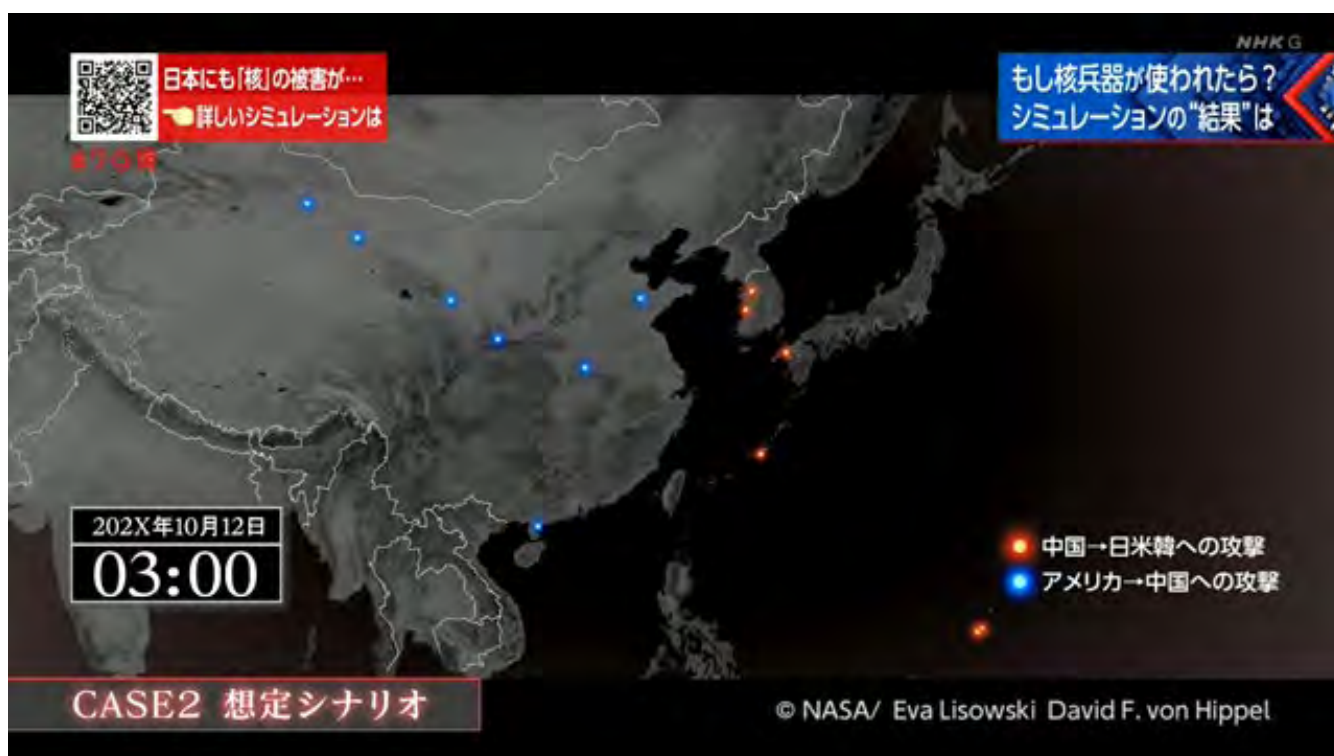 NHK G
日本にも「核」の被害が…
詳しいシミュレーションは
もし核兵器が使われたら？
シミュレーションの“結果”は
202X年10月12日
03:00
中国→日米韓への攻撃
アメリカ→中国への攻撃
CASE2 想定シナリオ
© NASA/ Eva Lisowski David F. von Hippel